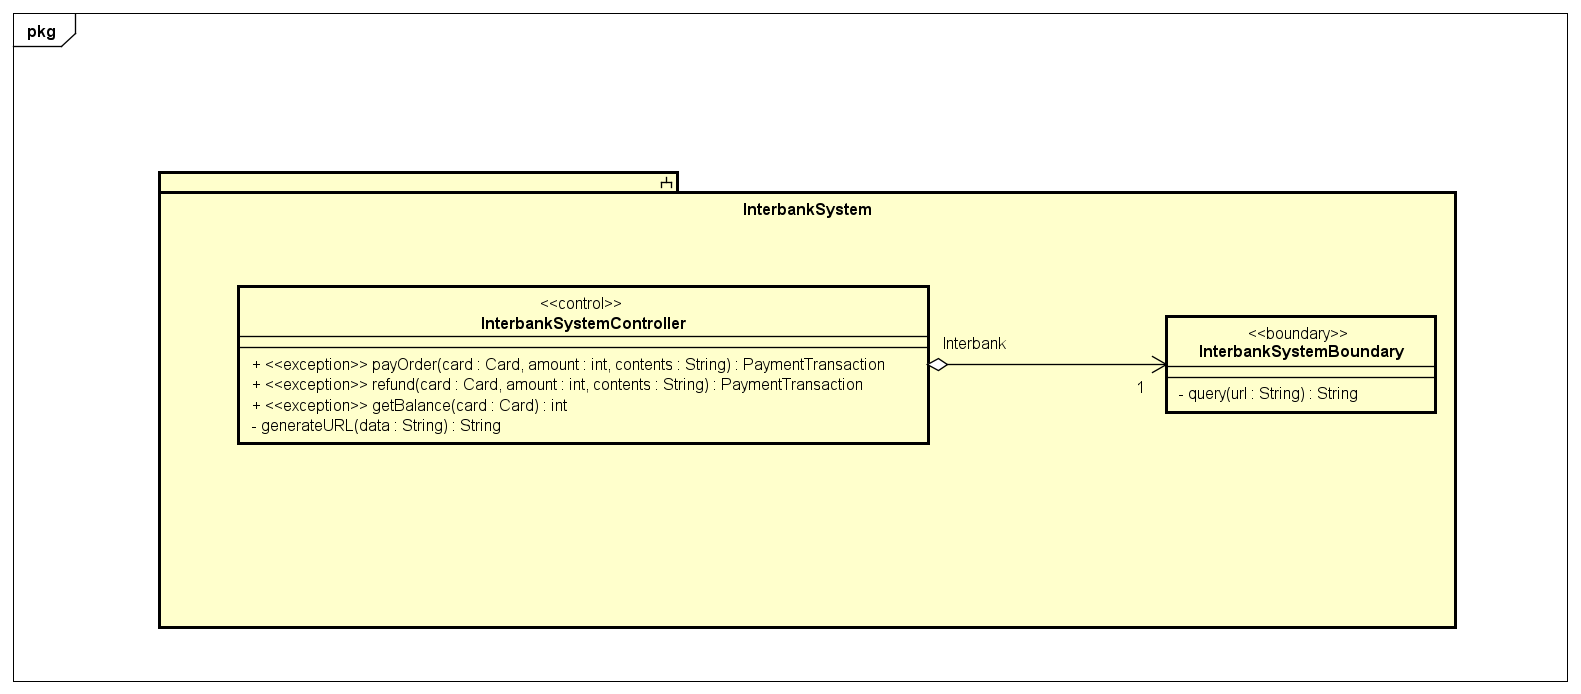 pkg
InterbankSystem
<<control>>
InterbankSystemController
+ <<exception>> payOrder(card : Card, amount : int, contents : String) : PaymentTransaction
+ <<exception>> refund(card : Card, amount : int, contents : String) : PaymentTransaction
+ <<exception>> getBalance(card : Card) : int
- generateURL(data : String) : String
Interbank
1
<<boundary>>
InterbankSystemBoundary
- query(url : String) : String